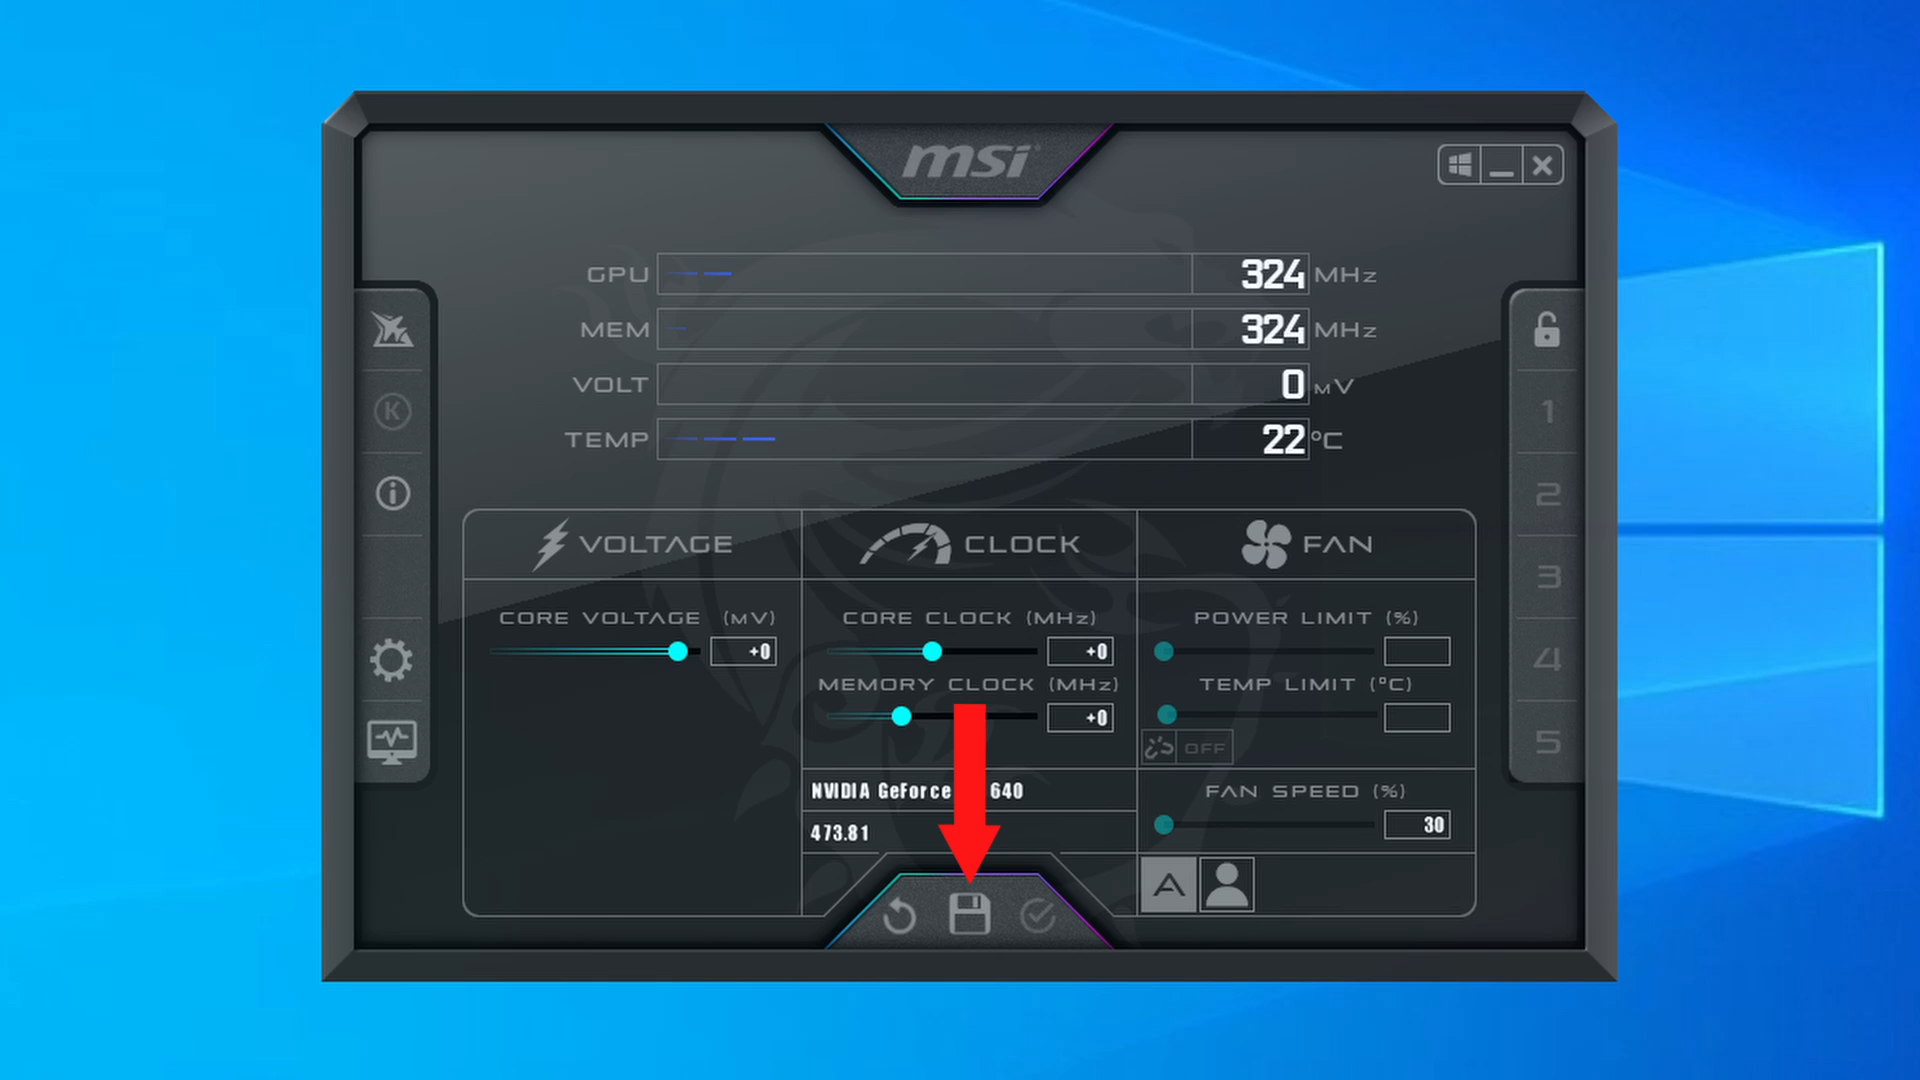 msi
GPU 324 MHz
MEM 324 MHz
VOLT 0 mV
TEMP 22 °C
K
i
1
2
3
4
5
VOLTAGE
CORE VOLTAGE (MV)
+0
CLOCK
CORE CLOCK (MHz)
+0
MEMORY CLOCK (MHz)
+0
NVIDIA GeForce 640
473.81
FAN
POWER LIMIT (%)
TEMP LIMIT (°C)
OFF
FAN SPEED (%)
30
A